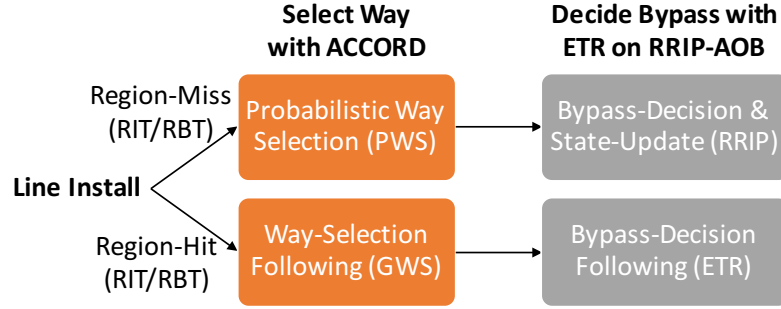 Select Way
with ACCORD
Decide Bypass with
ETR on RRIP-AOB
Region-Miss
(RIT/RBT)
Probabilistic Way
Selection (PWS)
Bypass-Decision &
State-Update (RRIP)
Line Install
Region-Hit
(RIT/RBT)
Way-Selection
Following (GWS)
Bypass-Decision
Following (ETR)